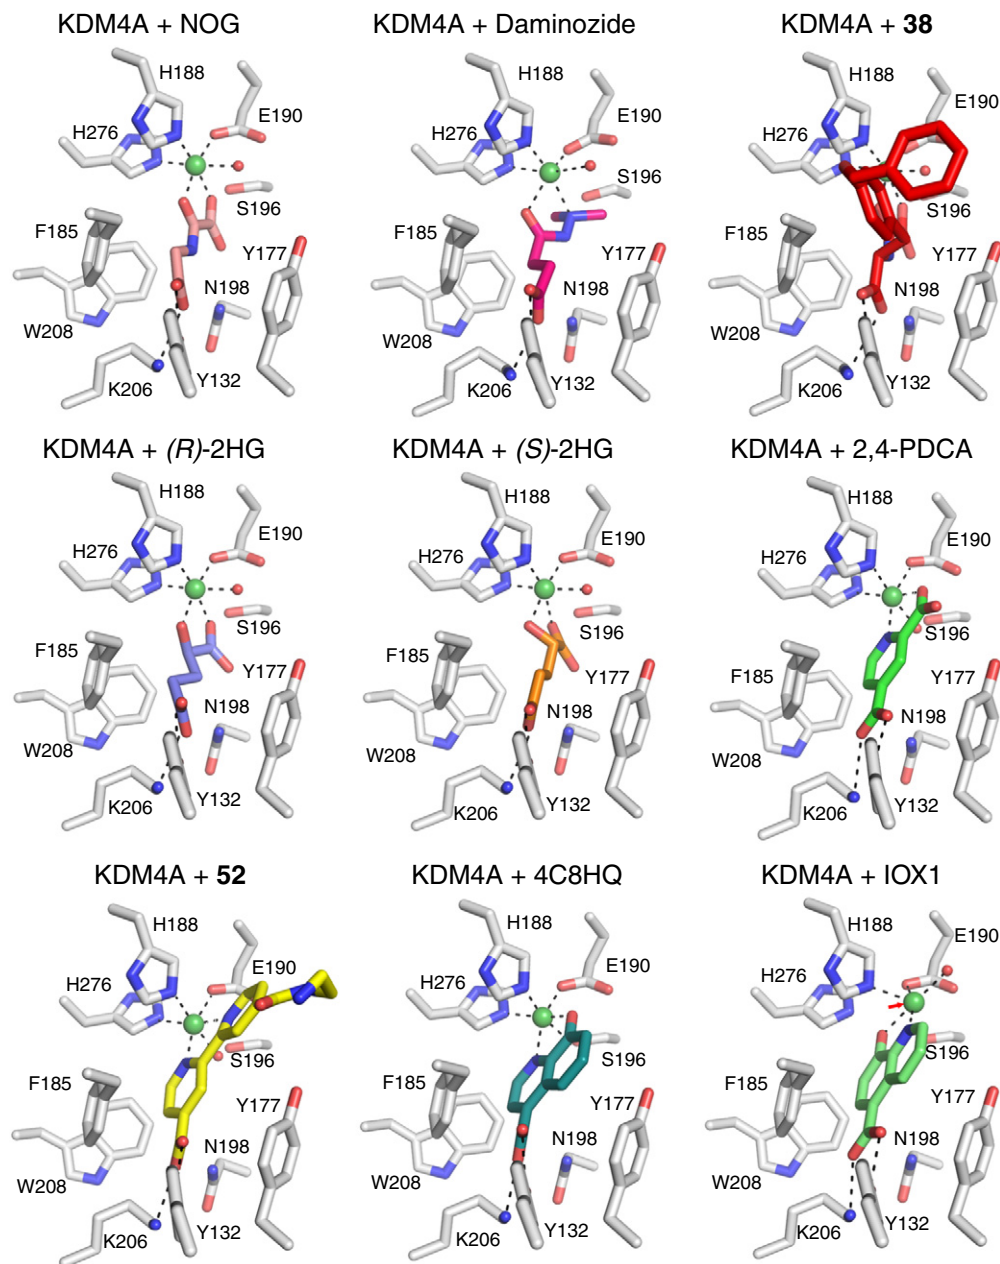 KDM4A + NOG
H188
E190
H276
S196
F185
Y177
N198
W208
K206
Y132
KDM4A + Daminozide
H188
E190
H276
S196
F185
Y177
N198
W208
K206
Y132
KDM4A + 38
H188
E190
H276
S196
F185
Y177
N198
W208
K206
Y132
KDM4A + (R)-2HG
H188
E190
H276
S196
F185
Y177
N198
W208
K206
Y132
KDM4A + (S)-2HG
H188
E190
H276
S196
F185
Y177
N198
W208
K206
Y132
KDM4A + 2,4-PDCA
H188
E190
H276
S196
F185
Y177
N198
W208
K206
Y132
KDM4A + 52
H188
E190
H276
S196
F185
Y177
N198
W208
K206
Y132
KDM4A + 4C8HQ
H188
E190
H276
S196
F185
Y177
N198
W208
K206
Y132
KDM4A + IOX1
H188
E190
H276
S196
F185
Y177
N198
W208
K206
Y132